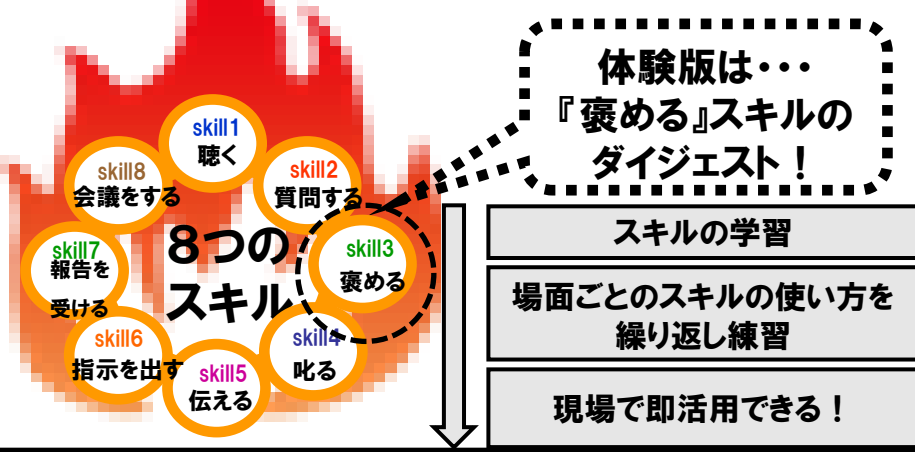 体験版は・・・
『褒める』スキルの
ダイジェスト！
skill1
聴く
skill2
質問する
skill3
褒める
skill4
叱る
skill5
伝える
skill6
指示を出す
skill7
報告を
受ける
skill8
会議をする
8つの
スキル
スキルの学習
場面ごとのスキルの使い方を
繰り返し練習
現場で即活用できる！